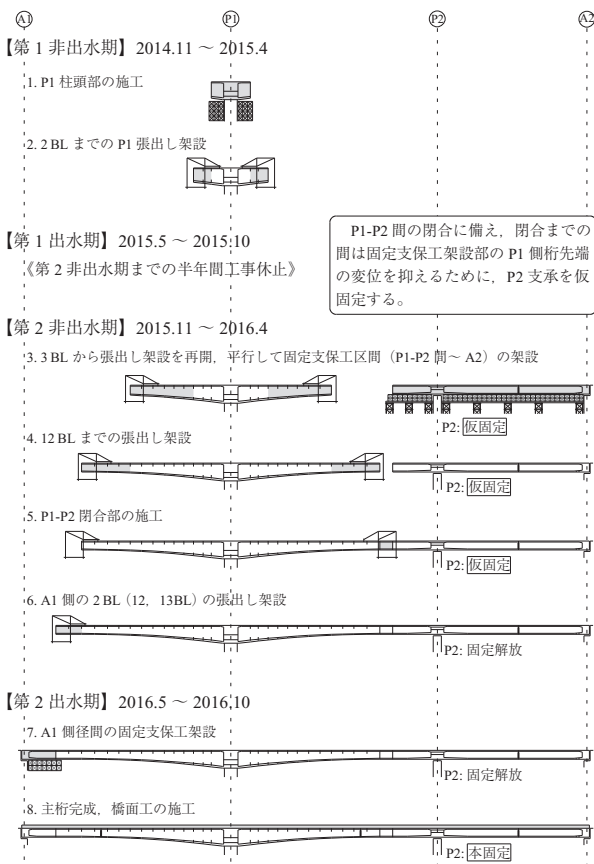 A1 P1 P2 A2
【第 1 非出水期】2014.11 ～ 2015.4
1. P1 柱頭部の施工
2. 2 BL までの P1 張出し架設
【第 1 出水期】2015.5 ～ 2015.10
《第 2 非出水期までの半年間工事休止》
P1-P2 間の閉合に備え，閉合までの
間は固定支保工架設部の P1 側桁先端
の変位を抑えるために，P2 支承を仮
固定する。
【第 2 非出水期】2015.11 ～ 2016.4
3. 3 BL から張出し架設を再開，平行して固定支保工区間（P1-P2 間～ A2）の架設
P2: 仮固定
4. 12 BL までの張出し架設
P2: 仮固定
5. P1-P2 閉合部の施工
P2: 仮固定
6. A1 側の 2 BL（12，13BL）の張出し架設
P2: 固定解放
【第 2 出水期】2016.5 ～ 2016.10
7. A1 側径間の固定支保工架設
P2: 固定解放
8. 主桁完成，橋面工の施工
P2: 本固定